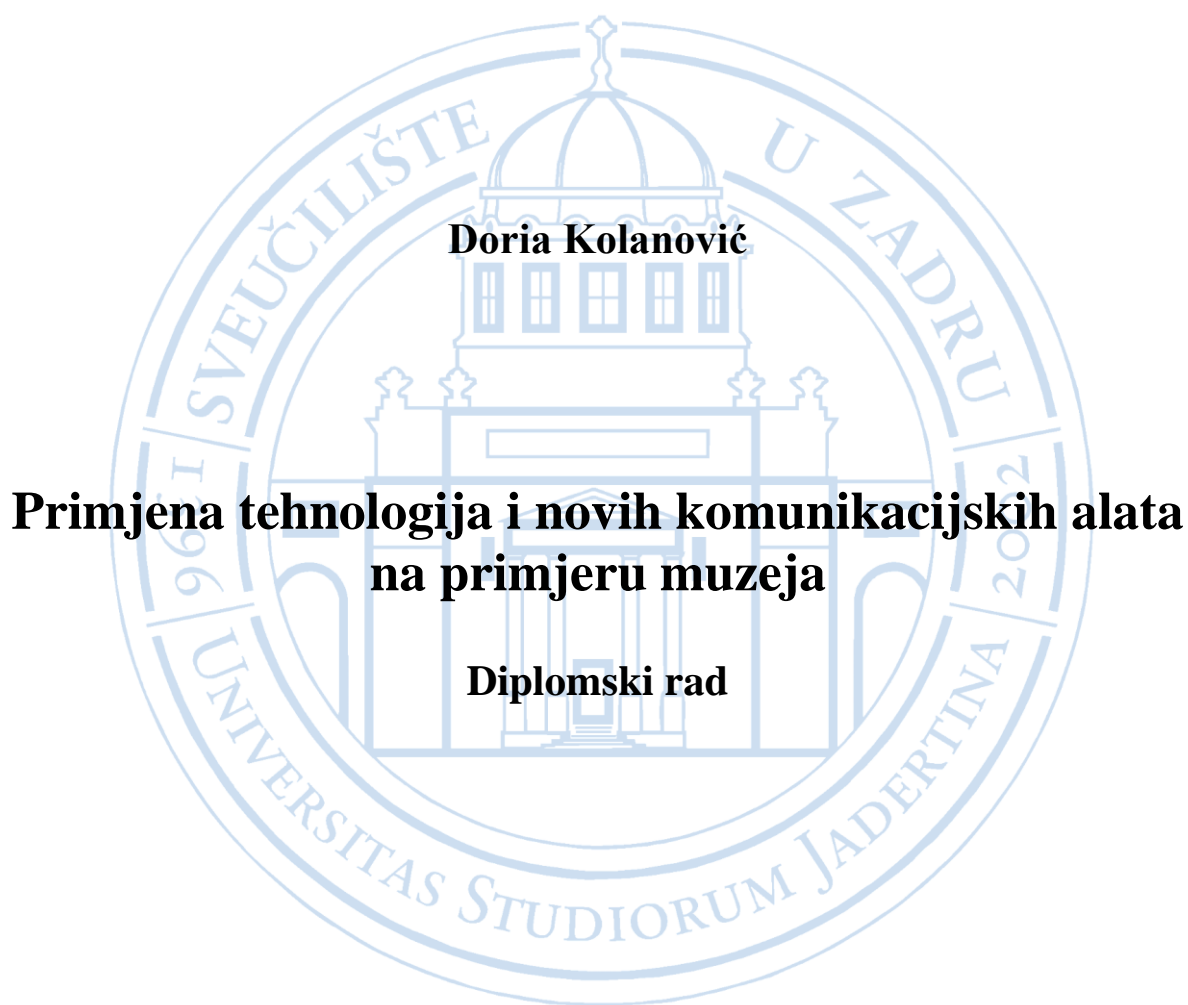 Doria Kolanović
Primjena tehnologija i novih komunikacijskih alata
na primjeru muzeja
Diplomski rad
SVEUČILIŠTE U ZADRU
1396
2002
UNIVERSITAS STUDIORUM JADERTINA